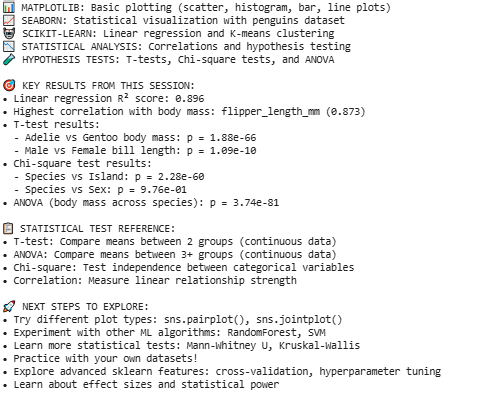 📊 MATPLOTLIB: Basic plotting (scatter, histogram, bar, line plots)
📈 SEABORN: Statistical visualization with penguins dataset
🤖 SCIKIT-LEARN: Linear regression and K-means clustering
📉 STATISTICAL ANALYSIS: Correlations and hypothesis testing
🧪 HYPOTHESIS TESTS: T-tests, Chi-square tests, and ANOVA

🎯 KEY RESULTS FROM THIS SESSION:
• Linear regression R² score: 0.896
• Highest correlation with body mass: flipper_length_mm (0.873)
• T-test results:
  - Adelie vs Gentoo body mass: p = 1.88e-66
  - Male vs Female bill length: p = 1.09e-10
• Chi-square test results:
  - Species vs Island: p = 2.28e-60
  - Species vs Sex: p = 9.76e-01
• ANOVA (body mass across species): p = 3.74e-81

📋 STATISTICAL TEST REFERENCE:
• T-test: Compare means between 2 groups (continuous data)
• ANOVA: Compare means between 3+ groups (continuous data)
• Chi-square: Test independence between categorical variables
• Correlation: Measure linear relationship strength

🚀 NEXT STEPS TO EXPLORE:
• Try different plot types: sns.pairplot(), sns.jointplot()
• Experiment with other ML algorithms: RandomForest, SVM
• Learn more statistical tests: Mann-Whitney U, Kruskal-Wallis
• Practice with your own datasets!
• Explore advanced sklearn features: cross-validation, hyperparameter tuning
• Learn about effect sizes and statistical power